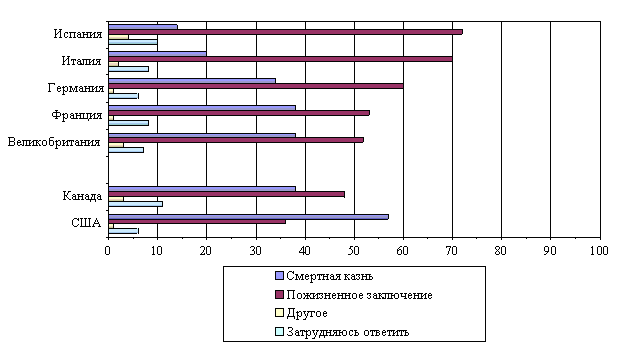 Испания
Италия
Германия
Франция
Великобритания
Канада
США
0 10 20 30 40 50 60 70 80 90 100
Смертная казнь
Пожизненное заключение
Другое
Затрудняюсь ответить